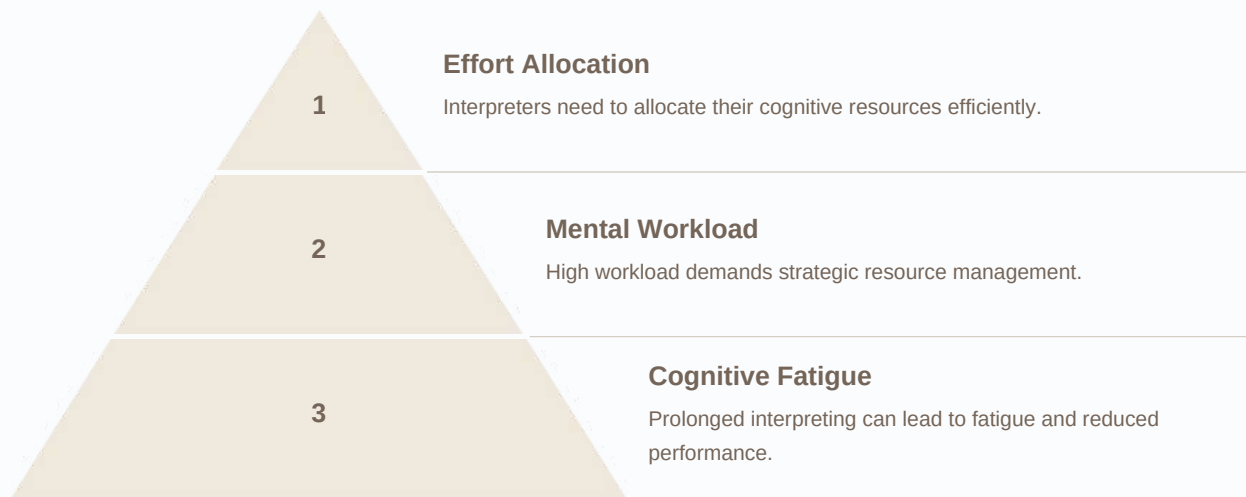 1
Effort Allocation
Interpreters need to allocate their cognitive resources efficiently.
2
Mental Workload
High workload demands strategic resource management.
3
Cognitive Fatigue
Prolonged interpreting can lead to fatigue and reduced
performance.